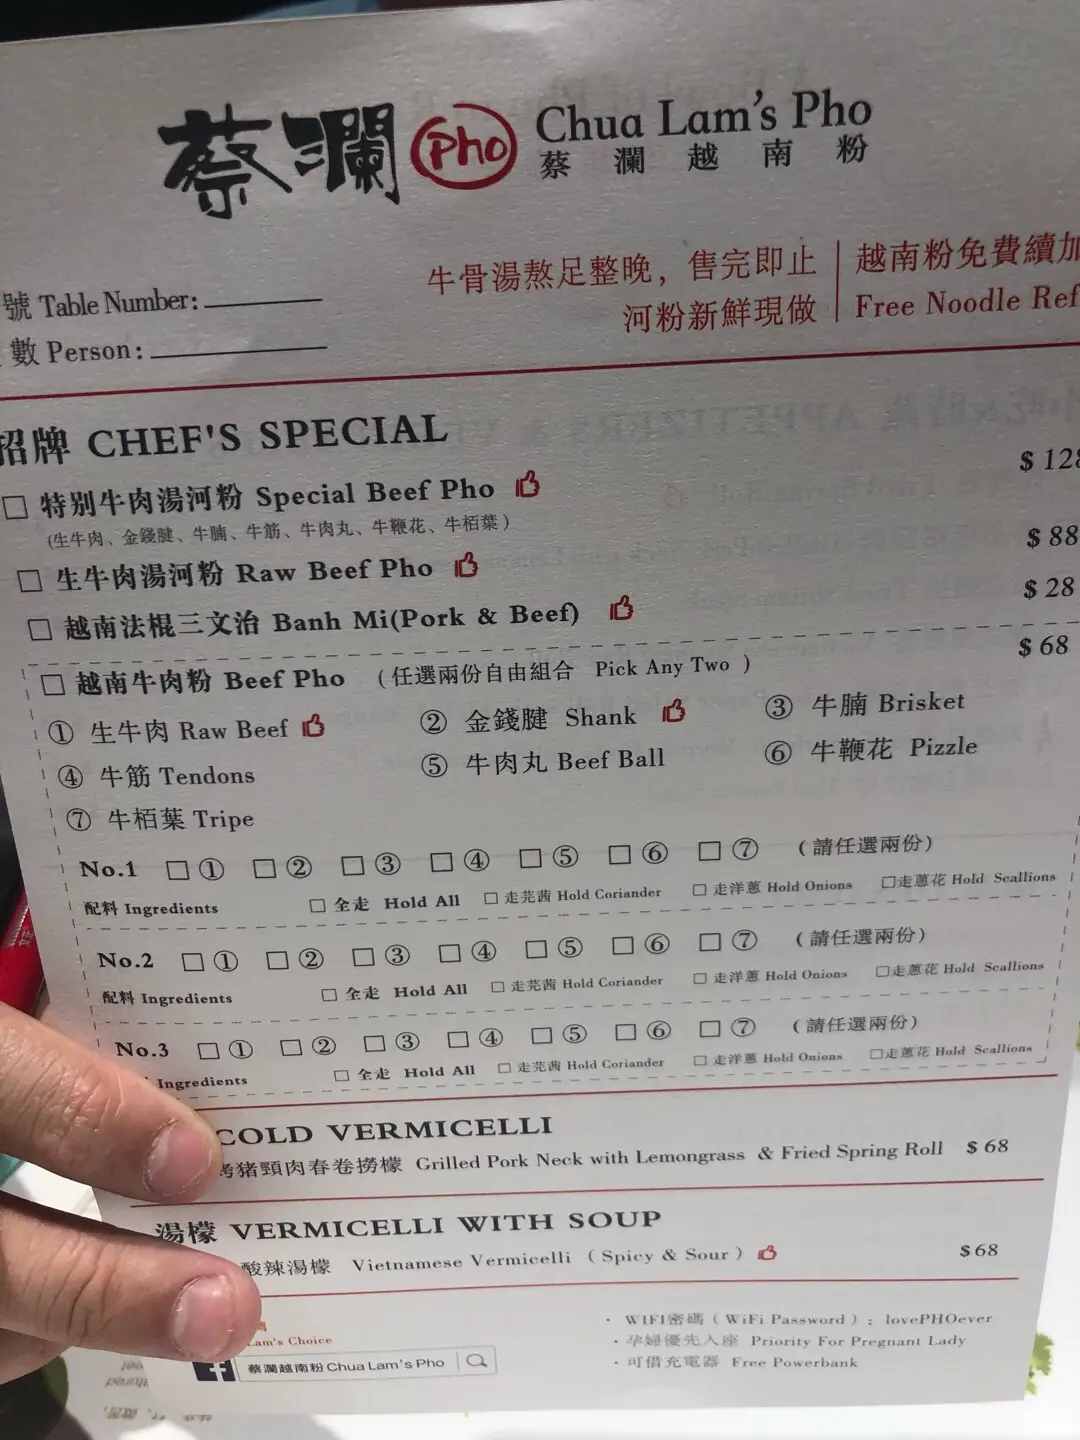 蔡瀾 Pho Chua Lam's Pho
蔡瀾越南粉
牛骨湯熬足整晚，售完即止
河粉新鮮現做
越南粉免費續加
Free Noodle Ref
號 Table Number:
數 Person:
招牌 CHEF'S SPECIAL
□ 特別牛肉湯河粉 Special Beef Pho $ 128
(生牛肉、金錢腱、牛腩、牛筋、牛肉丸、牛鞭花、牛栢葉)
□ 生牛肉湯河粉 Raw Beef Pho $ 88
□ 越南法棍三文治 Banh Mi(Pork & Beef) $ 28
□ 越南牛肉粉 Beef Pho (任選兩份自由組合 Pick Any Two) $ 68
① 生牛肉 Raw Beef ② 金錢腱 Shank ③ 牛腩 Brisket
④ 牛筋 Tendons ⑤ 牛肉丸 Beef Ball ⑥ 牛鞭花 Pizzle
⑦ 牛栢葉 Tripe
No.1 □ ① □ ② □ ③ □ ④ □ ⑤ □ ⑥ □ ⑦ (請任選兩份)
配料 Ingredients □ 全走 Hold All □ 走芫茜 Hold Coriander □ 走洋蔥 Hold Onions □ 走蔥花 Hold Scallions
No.2 □ ① □ ② □ ③ □ ④ □ ⑤ □ ⑥ □ ⑦ (請任選兩份)
配料 Ingredients □ 全走 Hold All □ 走芫茜 Hold Coriander □ 走洋蔥 Hold Onions □ 走蔥花 Hold Scallions
No.3 □ ① □ ② □ ③ □ ④ □ ⑤ □ ⑥ □ ⑦ (請任選兩份)
Ingredients □ 全走 Hold All □ 走芫茜 Hold Coriander □ 走洋蔥 Hold Onions □ 走蔥花 Hold Scallions
COLD VERMICELLI
烤猪頸肉春卷撈檬 Grilled Pork Neck with Lemongrass & Fried Spring Roll $ 68
湯檬 VERMICELLI WITH SOUP
酸辣湯檬 Vietnamese Vermicelli (Spicy & Sour) $ 68
Lam's Choice
f 蔡瀾越南粉 Chua Lam's Pho
· WIFI密碼 (WiFi Password) : lovePHOever
· 孕婦優先入座 Priority For Pregnant Lady
· 可借充電器 Free Powerbank